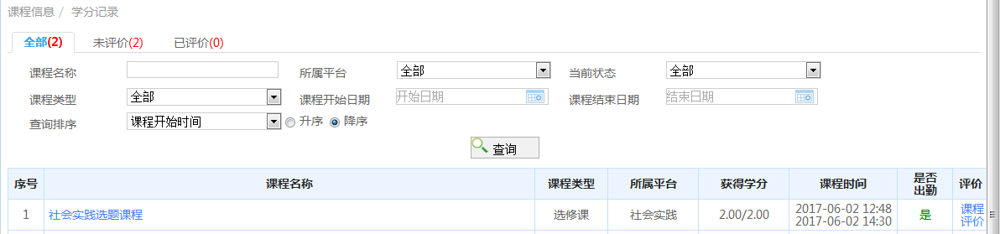 课程信息 / 学分记录
全部(2) 未评价(2) 已评价(0)
课程名称 所属平台 全部 当前状态 全部
课程类型 全部 课程开始日期 开始日期 课程结束日期 结束日期
查询排序 课程开始时间 升序 降序
查询
序号 课程名称 课程类型 所属平台 获得学分 课程时间 是否出勤 评价
1 社会实践选题课程 选修课 社会实践 2.00/2.00 2017-06-02 12:48 是 课程
2017-06-02 14:30 评价